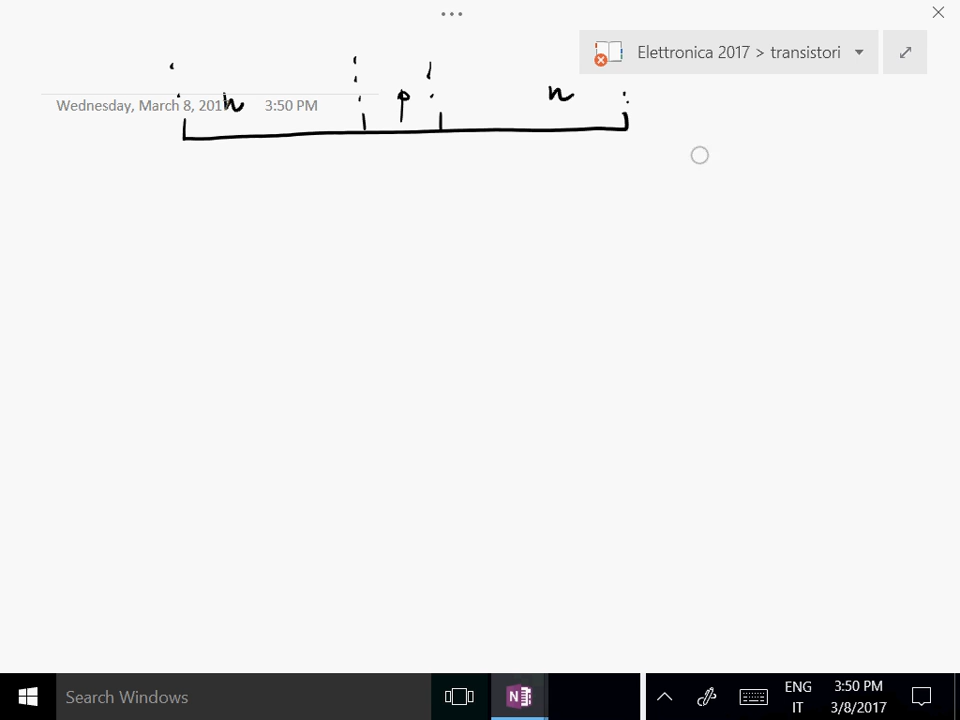 Elettronica 2017 > transistori
n p n
Wednesday, March 8, 201 3:50 PM
Search Windows
N
ENG
IT
3:50 PM
3/8/2017